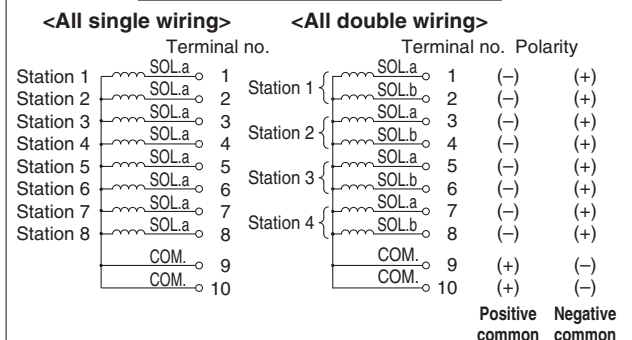 <All single wiring> <All double wiring>
Terminal no. Terminal no. Polarity
Station 1 SOL.a 1 Station 1 SOL.a 1 (–) (+)
Station 2 SOL.a 2 SOL.b 2 (–) (+)
Station 3 SOL.a 3 Station 2 SOL.a 3 (–) (+)
Station 4 SOL.a 4 SOL.b 4 (–) (+)
Station 5 SOL.a 5 Station 3 SOL.a 5 (–) (+)
Station 6 SOL.a 6 SOL.b 6 (–) (+)
Station 7 SOL.a 7 Station 4 SOL.a 7 (–) (+)
Station 8 SOL.a 8 SOL.b 8 (–) (+)
COM. 9 COM. 9 (+) (–)
COM. 10 COM. 10 (+) (–)
Positive Negative
common common